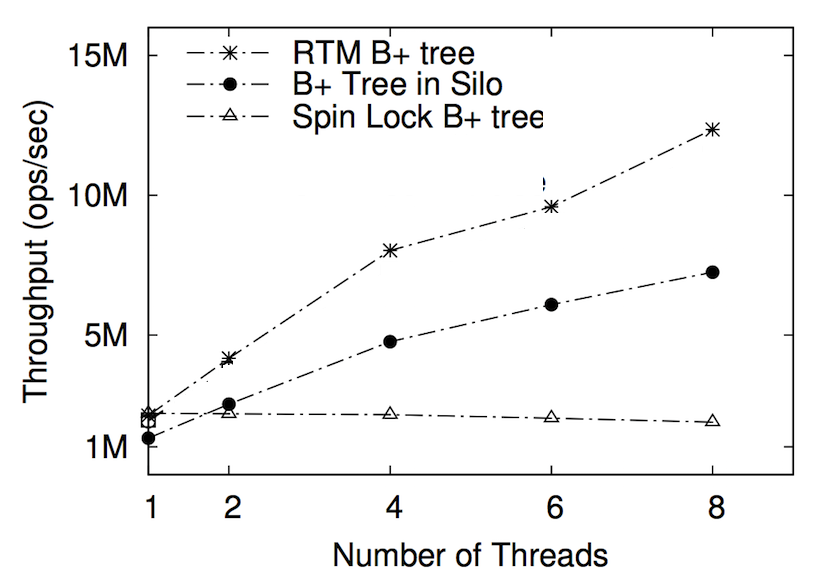 15M
10M
5M
1M
Throughput (ops/sec)
RTM B+ tree
B+ Tree in Silo
Spin Lock B+ tree
1 2 4 6 8
Number of Threads